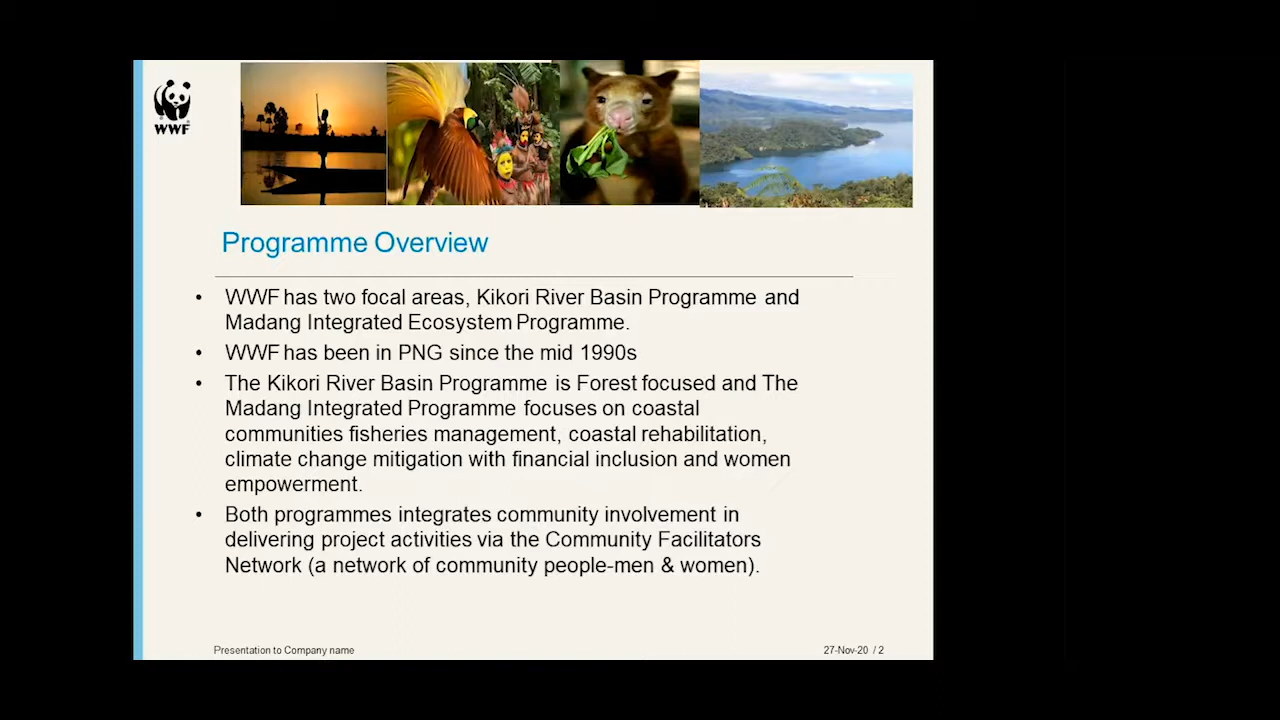 WWF
Programme Overview
• WWF has two focal areas, Kikori River Basin Programme and
Madang Integrated Ecosystem Programme.
• WWF has been in PNG since the mid 1990s
• The Kikori River Basin Programme is Forest focused and The
Madang Integrated Programme focuses on coastal
communities fisheries management, coastal rehabilitation,
climate change mitigation with financial inclusion and women
empowerment.
• Both programmes integrates community involvement in
delivering project activities via the Community Facilitators
Network (a network of community people-men & women).
Presentation to Company name
27-Nov-20 / 2